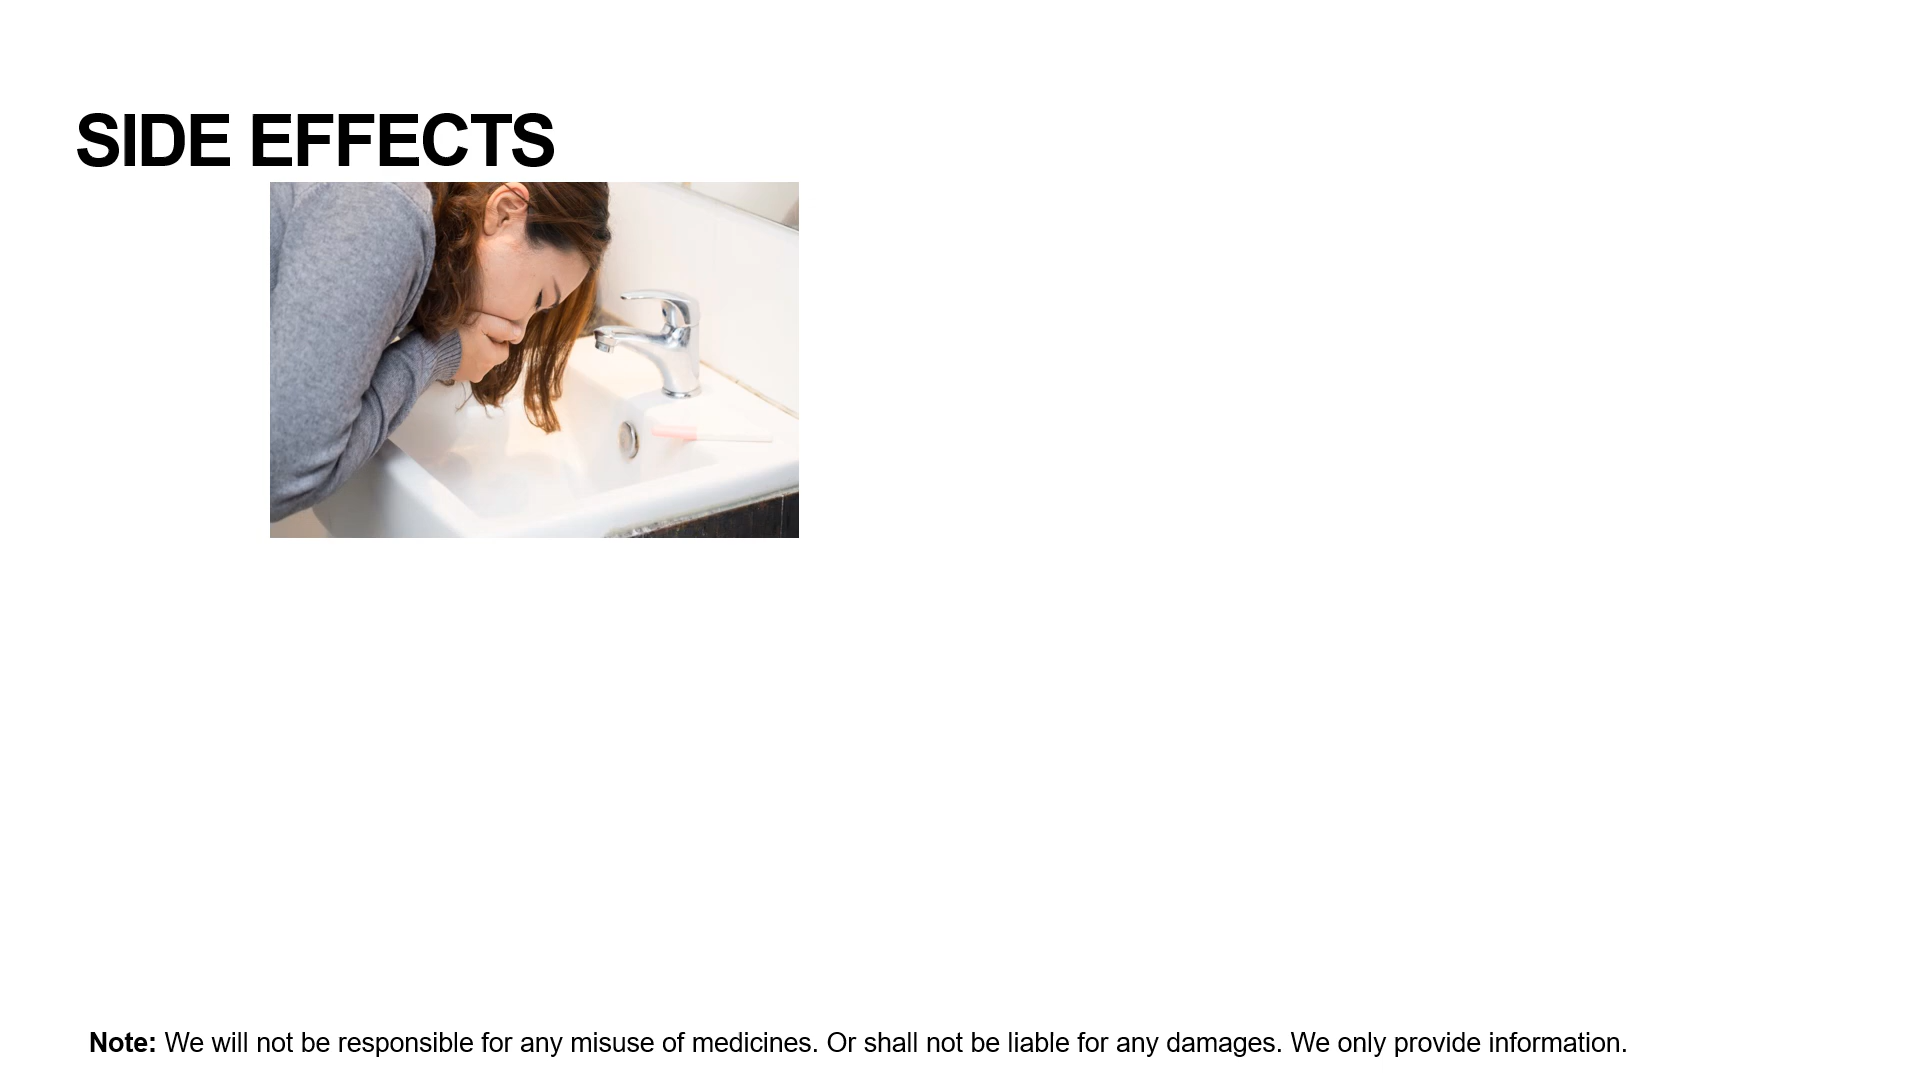 SIDE EFFECTS
Note: We will not be responsible for any misuse of medicines. Or shall not be liable for any damages. We only provide information.